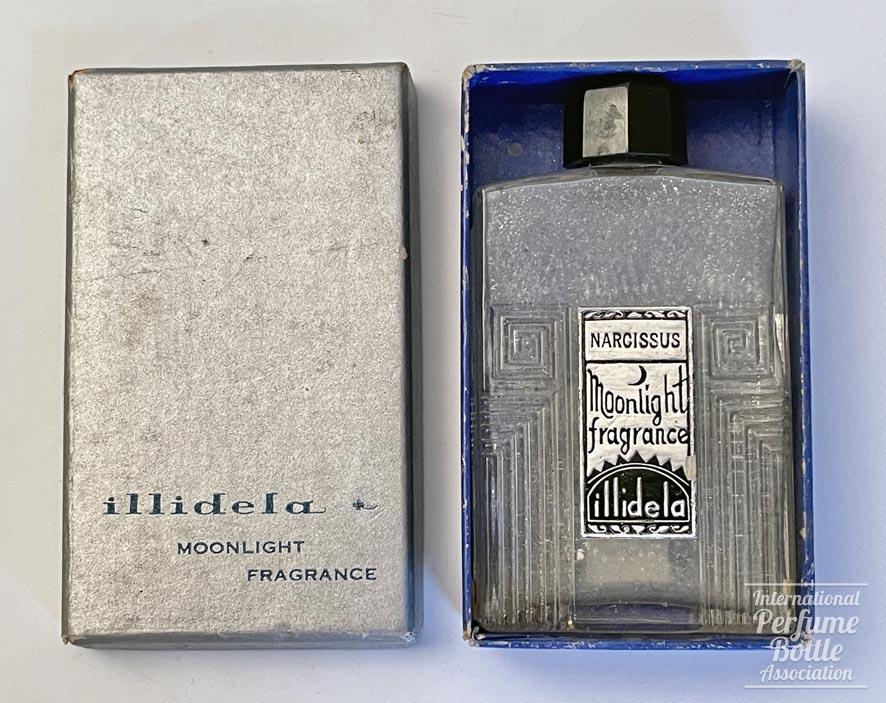 illidela
MOONLIGHT
FRAGRANCE
NARCISSUS
Moonlight
fragrance
illidela
International
Perfume
Bottle
Association